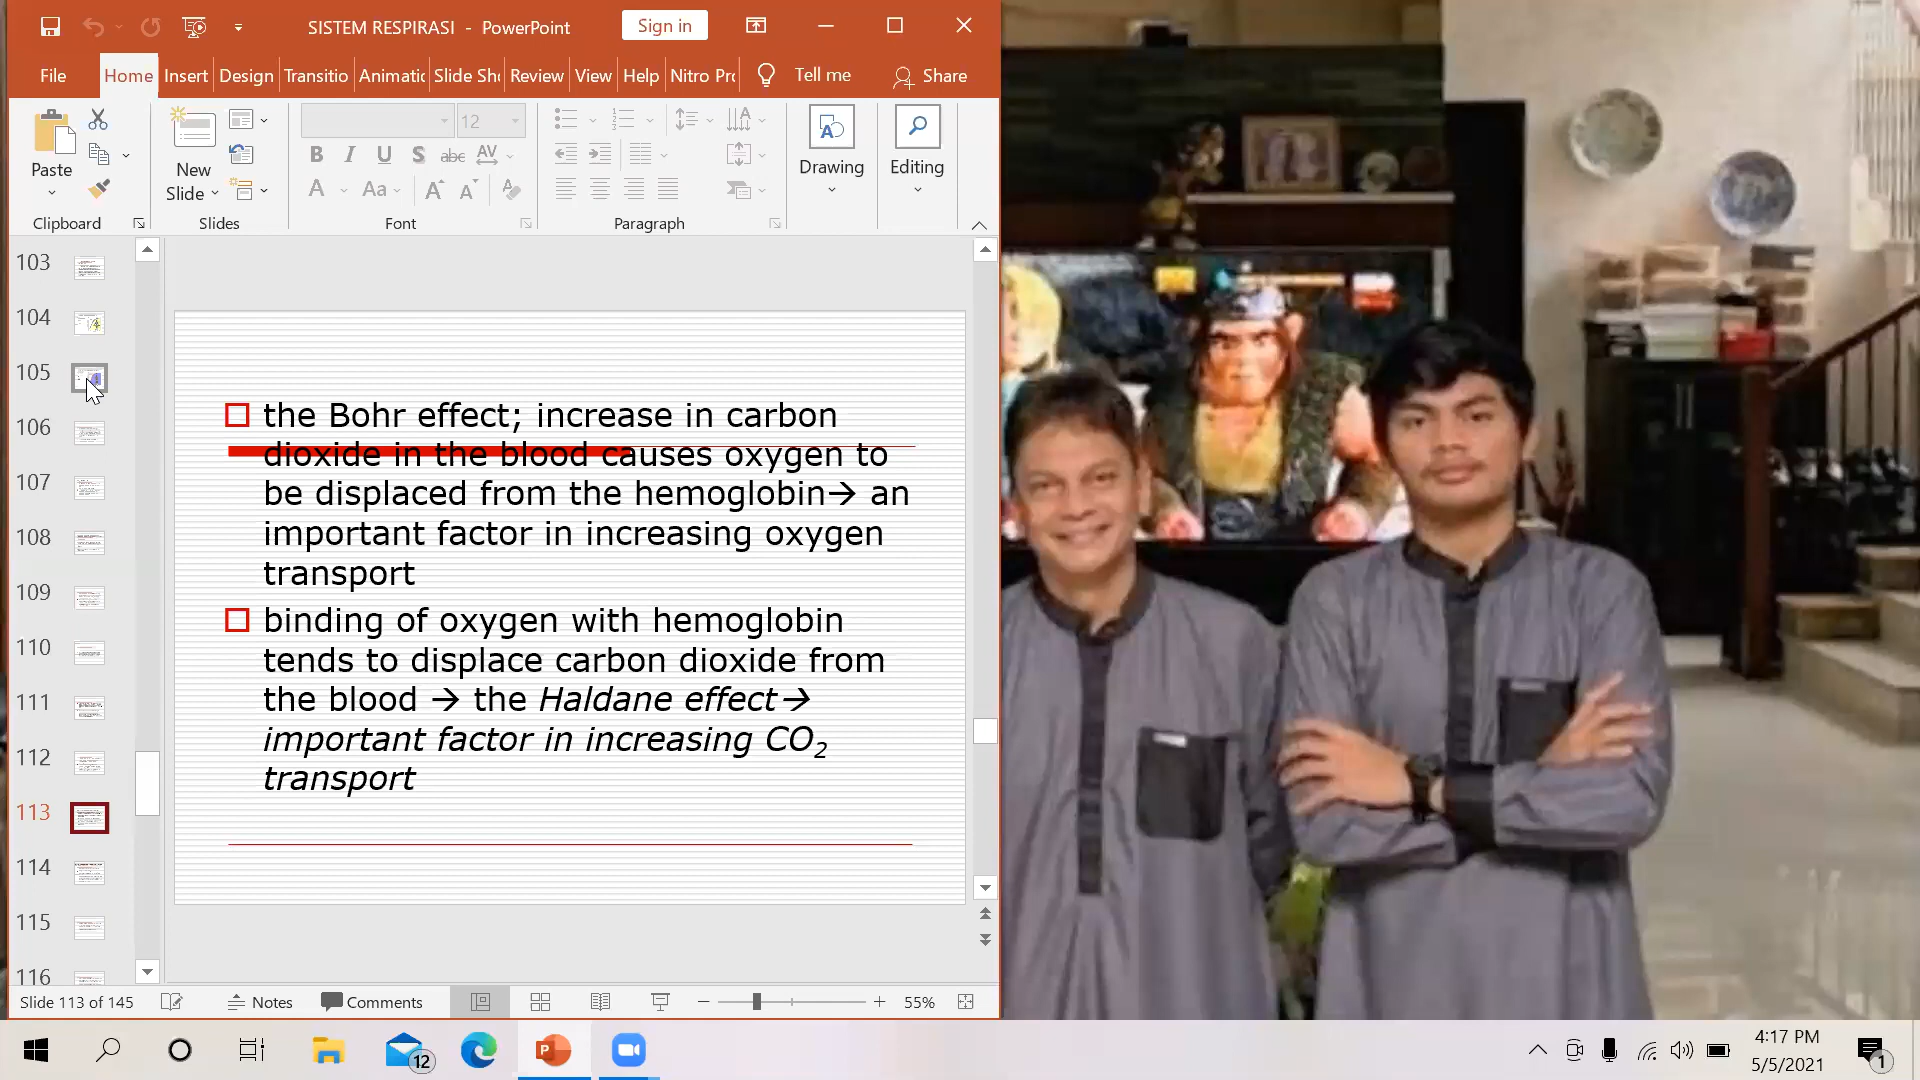 SISTEM RESPIRASI - PowerPoint
Sign in
File
Home
Insert
Design
Transitio
Animatic
Slide Sh
Review
View
Help
Nitro Pr
Tell me
Share
Paste
New
Slide
12
B I U S abc AV
A Aa A A
Drawing
Editing
Clipboard
Slides
Font
Paragraph
103
104
105
106
107
108
109
110
111
112
113
114
115
116
the Bohr effect; increase in carbon
dioxide in the blood causes oxygen to
be displaced from the hemoglobin→ an
important factor in increasing oxygen
transport
binding of oxygen with hemoglobin
tends to displace carbon dioxide from
the blood → the Haldane effect→
important factor in increasing CO₂
transport
Slide 113 of 145
Notes
Comments
55%
12
4:17 PM
5/5/2021
1